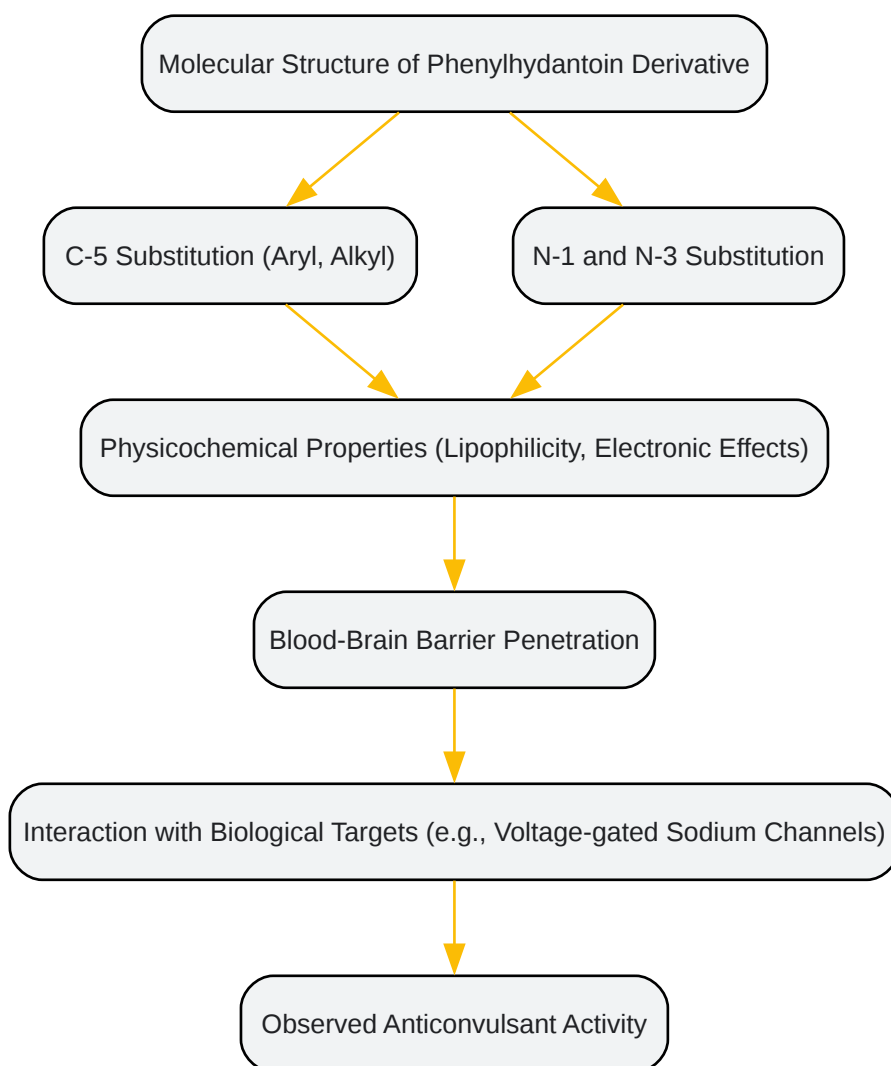 Molecular Structure of Phenylhydantoin Derivative
C-5 Substitution (Aryl, Alkyl)
N-1 and N-3 Substitution
Physicochemical Properties (Lipophilicity, Electronic Effects)
Blood-Brain Barrier Penetration
Interaction with Biological Targets (e.g., Voltage-gated Sodium Channels)
Observed Anticonvulsant Activity